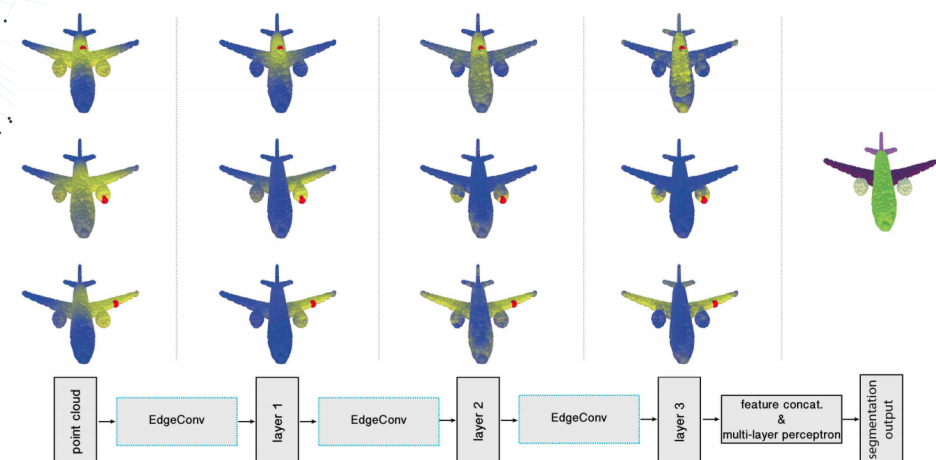 point cloud
EdgeConv
layer 1
EdgeConv
layer 2
EdgeConv
layer 3
feature concat.
&
multi-layer perceptron
segmentation
output